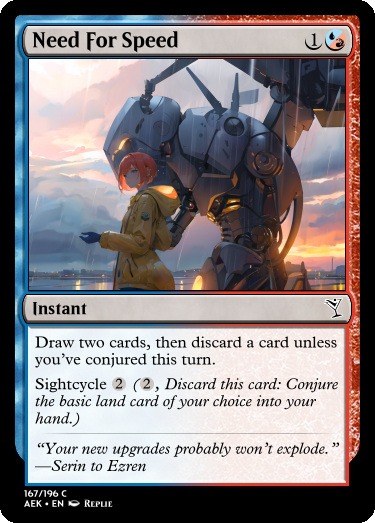 Need For Speed 1
Instant
Draw two cards, then discard a card unless
you've conjured this turn.
Sightcycle 2 (2, Discard this card: Conjure
the basic land card of your choice into your
hand.)
"Your new upgrades probably won't explode."
—Serin to Ezren
167/196 C
AEK • EN Replie